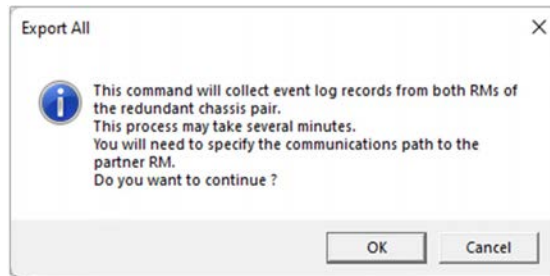 Export All
This command will collect event log records from both RMs of
the redundant chassis pair.
This process may take several minutes.
You will need to specify the communications path to the
partner RM.
Do you want to continue ?
OK
Cancel